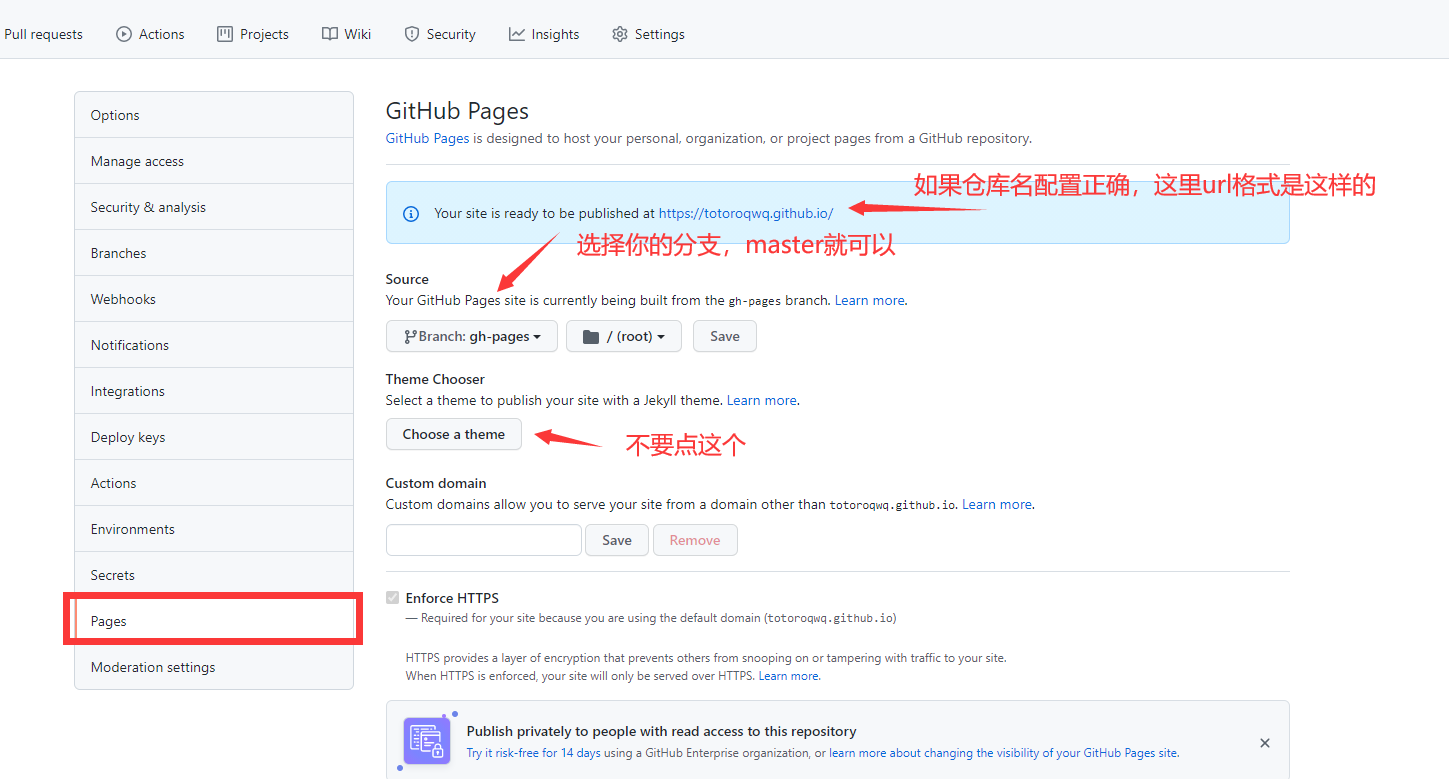 Pull requests Actions Projects Wiki Security Insights Settings
Options
Manage access
Security & analysis
Branches
Webhooks
Notifications
Integrations
Deploy keys
Actions
Environments
Secrets
Pages
Moderation settings
GitHub Pages
GitHub Pages is designed to host your personal, organization, or project pages from a GitHub repository.
如果仓库名配置正确，这里url格式是这样的
Your site is ready to be published at https://totoroqwq.github.io/
选择你的分支，master就可以
Source
Your GitHub Pages site is currently being built from the gh-pages branch. Learn more.
Branch: gh-pages / (root) Save
Theme Chooser
Select a theme to publish your site with a Jekyll theme. Learn more.
Choose a theme
不要点这个
Custom domain
Custom domains allow you to serve your site from a domain other than totoroqwq.github.io. Learn more.
Save Remove
Enforce HTTPS
— Required for your site because you are using the default domain (totoroqwq.github.io)
HTTPS provides a layer of encryption that prevents others from snooping on or tampering with traffic to your site.
When HTTPS is enforced, your site will only be served over HTTPS. Learn more.
Publish privately to people with read access to this repository
Try it risk-free for 14 days using a GitHub Enterprise organization, or learn more about changing the visibility of your GitHub Pages site.